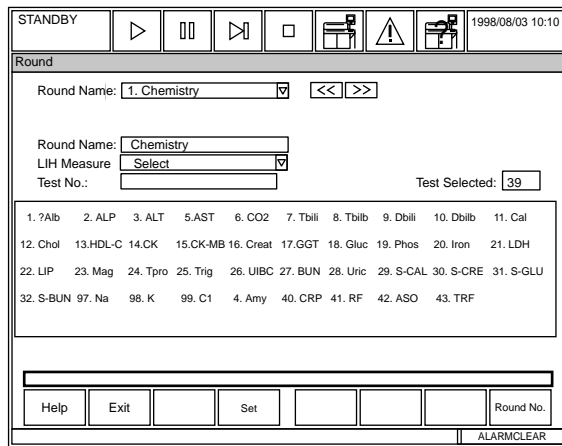 STANDBY
1998/08/03 10:10
Round
Round Name: 1. Chemistry << >>
Round Name: Chemistry
LIH Measure Select
Test No.: Test Selected: 39
1. ?Alb 2. ALP 3. ALT 5.AST 6. CO2 7. Tbili 8. Tbilb 9. Dbili 10. Dbilb 11. Cal
12. Chol 13.HDL-C 14.CK 15.CK-MB 16. Creat 17.GGT 18. Gluc 19. Phos 20. Iron 21. LDH
22. LIP 23. Mag 24. Tpro 25. Trig 26. UIBC 27. BUN 28. Uric 29. S-CAL 30. S-CRE 31. S-GLU
32. S-BUN 97. Na 98. K 99. C1 4. Amy 40. CRP 41. RF 42. ASO 43. TRF
Help Exit Set Round No.
ALARMCLEAR